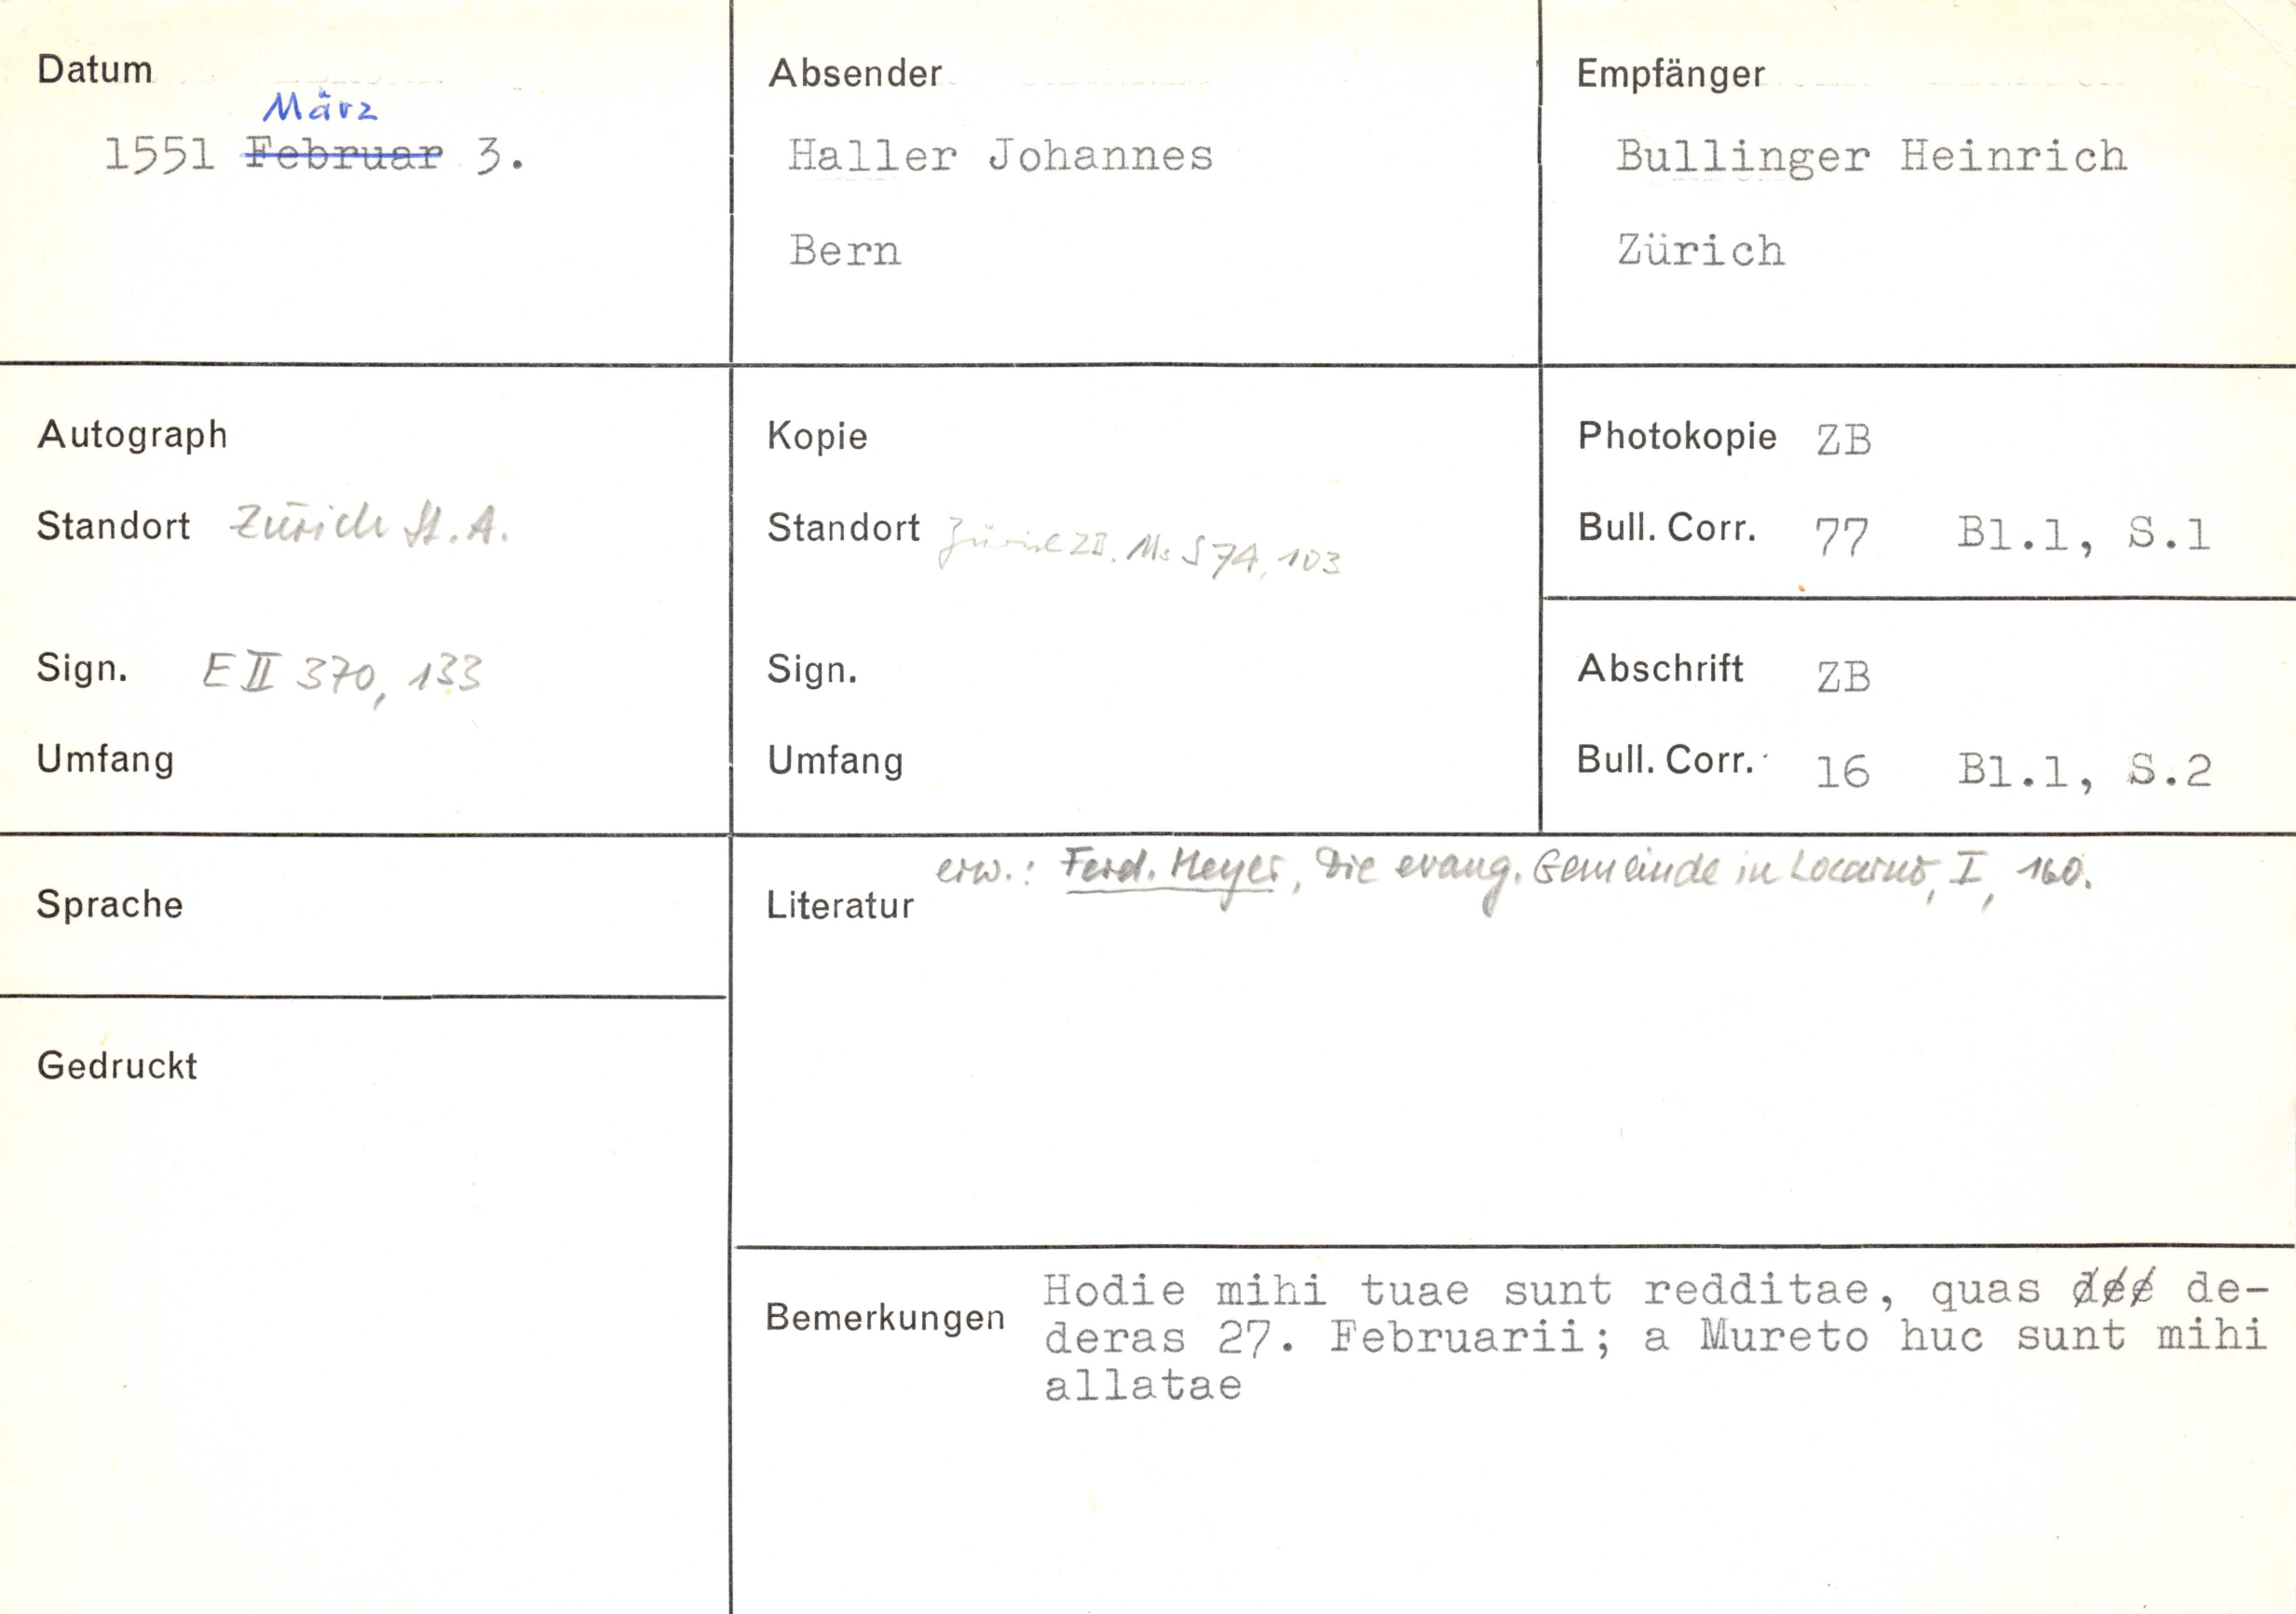 Datum
März
1551 Februar 3.
Absender
Haller Johannes
Bern
Empfänger
Bullinger Heinrich
Zürich
Autograph
Standort Zürich St. A.
Sign. E II 370, 133
Umfang
Kopie
Standort Zürich ZB. Ms S 74, 103
Sign.
Umfang
Photokopie ZB
Bull. Corr. 77 Bl.1, S.1
Abschrift ZB
Bull. Corr. 16 Bl.1, S.2
Sprache
Gedruckt
erw.: Ferd. Meyer, Die evang. Gemeinde in Locarno, I, 160.
Literatur
Bemerkungen
Hodie mihi tuae sunt redditae, quas dee de-
deras 27. Februarii; a Mureto huc sunt mihi
allatae